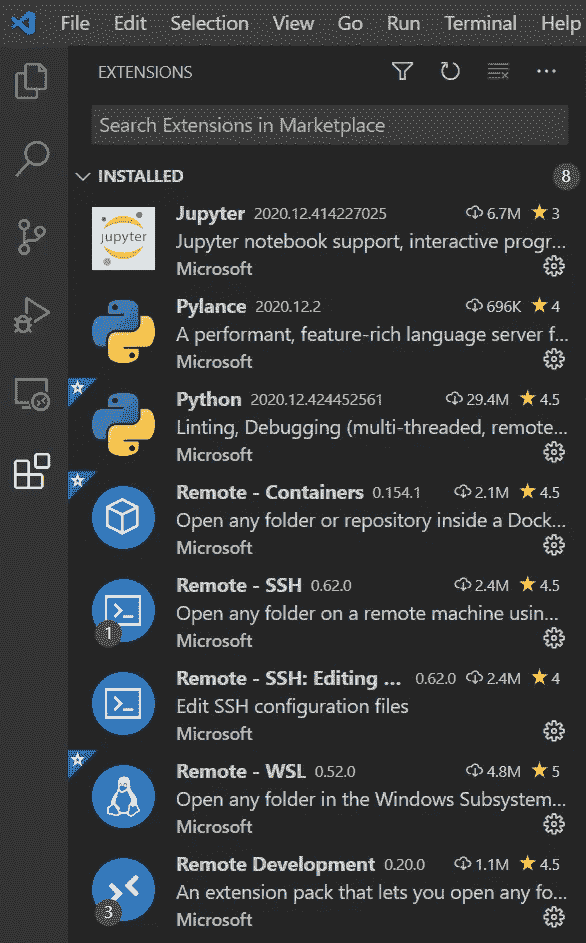 File Edit Selection View Go Run Terminal Help
EXTENSIONS
Search Extensions in Marketplace
INSTALLED 8
Jupyter 2020.12.414227025 6.7M 3
jupyter
Jupyter notebook support, interactive progr...
Microsoft
Pylance 2020.12.2 696K 4
A performant, feature-rich language server f...
Microsoft
Python 2020.12.424452561 29.4M 4.5
Linting, Debugging (multi-threaded, remote...
Microsoft
Remote - Containers 0.154.1 2.1M 4.5
Open any folder or repository inside a Dock...
Microsoft
Remote - SSH 0.62.0 2.4M 4.5
Open any folder on a remote machine usin...
1
Microsoft
Remote - SSH: Editing ... 0.62.0 2.4M 4
Edit SSH configuration files
Microsoft
Remote - WSL 0.52.0 4.8M 5
Open any folder in the Windows Subsystem...
Microsoft
Remote Development 0.20.0 1.1M 4.5
An extension pack that lets you open any fo...
3
Microsoft